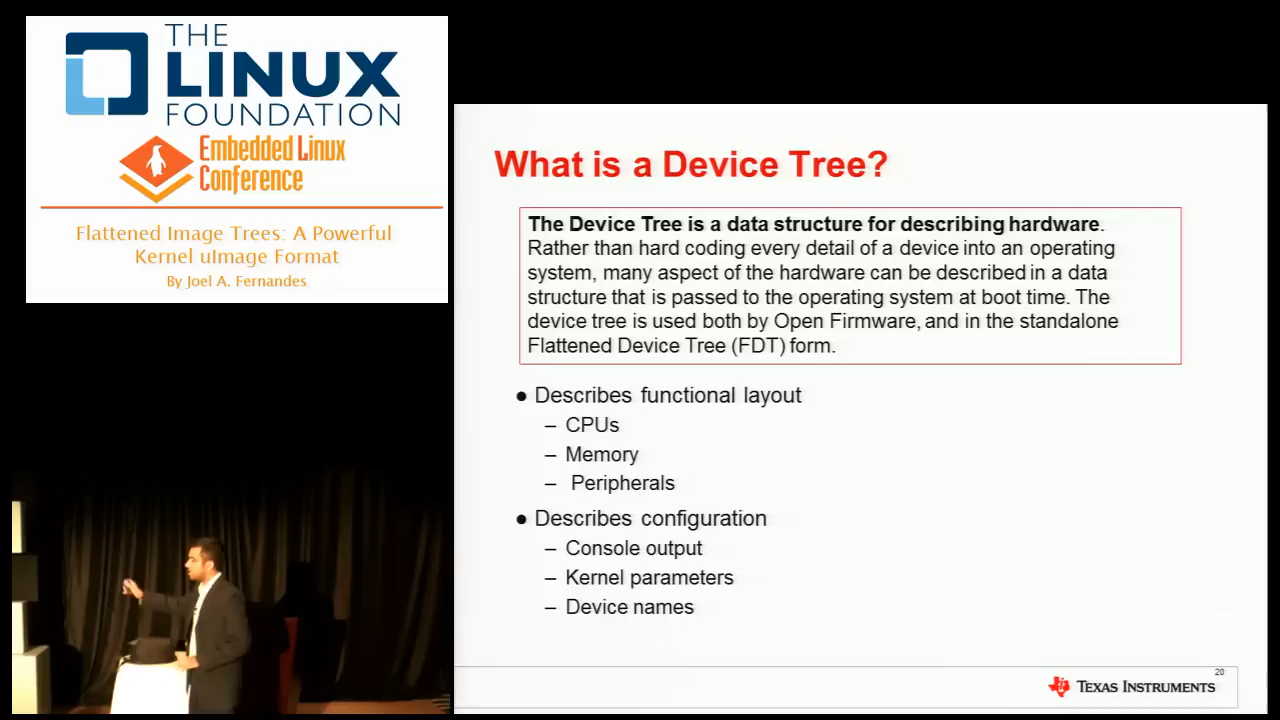 THE
LINUX
FOUNDATION
Embedded Linux
Conference
Flattened Image Trees: A Powerful
Kernel uImage Format
By Joel A. Fernandes
What is a Device Tree?
The Device Tree is a data structure for describing hardware.
Rather than hard coding every detail of a device into an operating
system, many aspect of the hardware can be described in a data
structure that is passed to the operating system at boot time. The
device tree is used both by Open Firmware, and in the standalone
Flattened Device Tree (FDT) form.
● Describes functional layout
– CPUs
– Memory
– Peripherals
● Describes configuration
– Console output
– Kernel parameters
– Device names
20
TEXAS INSTRUMENTS